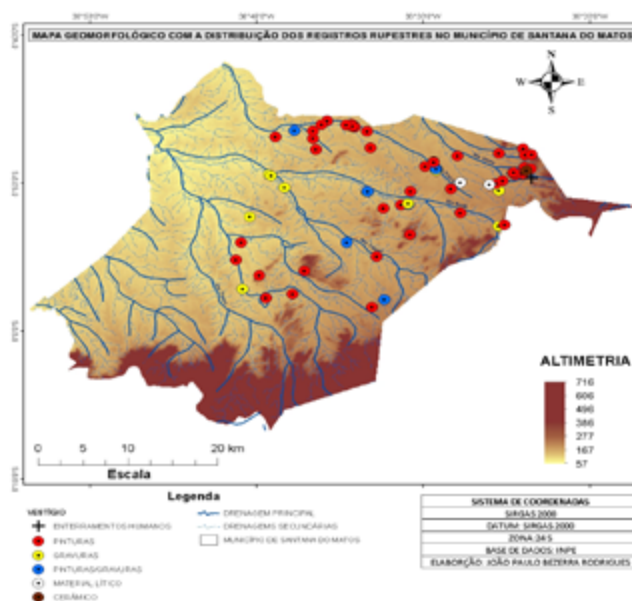 MAPA GEOMORFOLÓGICO COM A DISTRIBUIÇÃO DOS REGISTROS RUPESTRES NO MUNICÍPIO DE SANTANA DO MATOS
N
W E
S
ALTIMETRIA
716
606
496
386
277
167
57
0 5 10 20 km
Escala
Legenda
VESTÍGIO
ENTERRAMENTOS HUMANOS
PINTURAS
GRAVURAS
PINTURAS/GRAVURAS
MATERIAL LÍTICO
CERÂMICO
DRENAGEM PRINCIPAL
DRENAGENS SECUNDÁRIAS
MUNICÍPIO DE SANTANA DO MATOS
SISTEMA DE COORDENADAS
SIRGAS 2000
DATUM: SIRGAS 2000
ZONA: 24S
BASE DE DADOS: INPE
ELABORÇÃO: JOÃO PAULO BEZERRA RODRIGUES